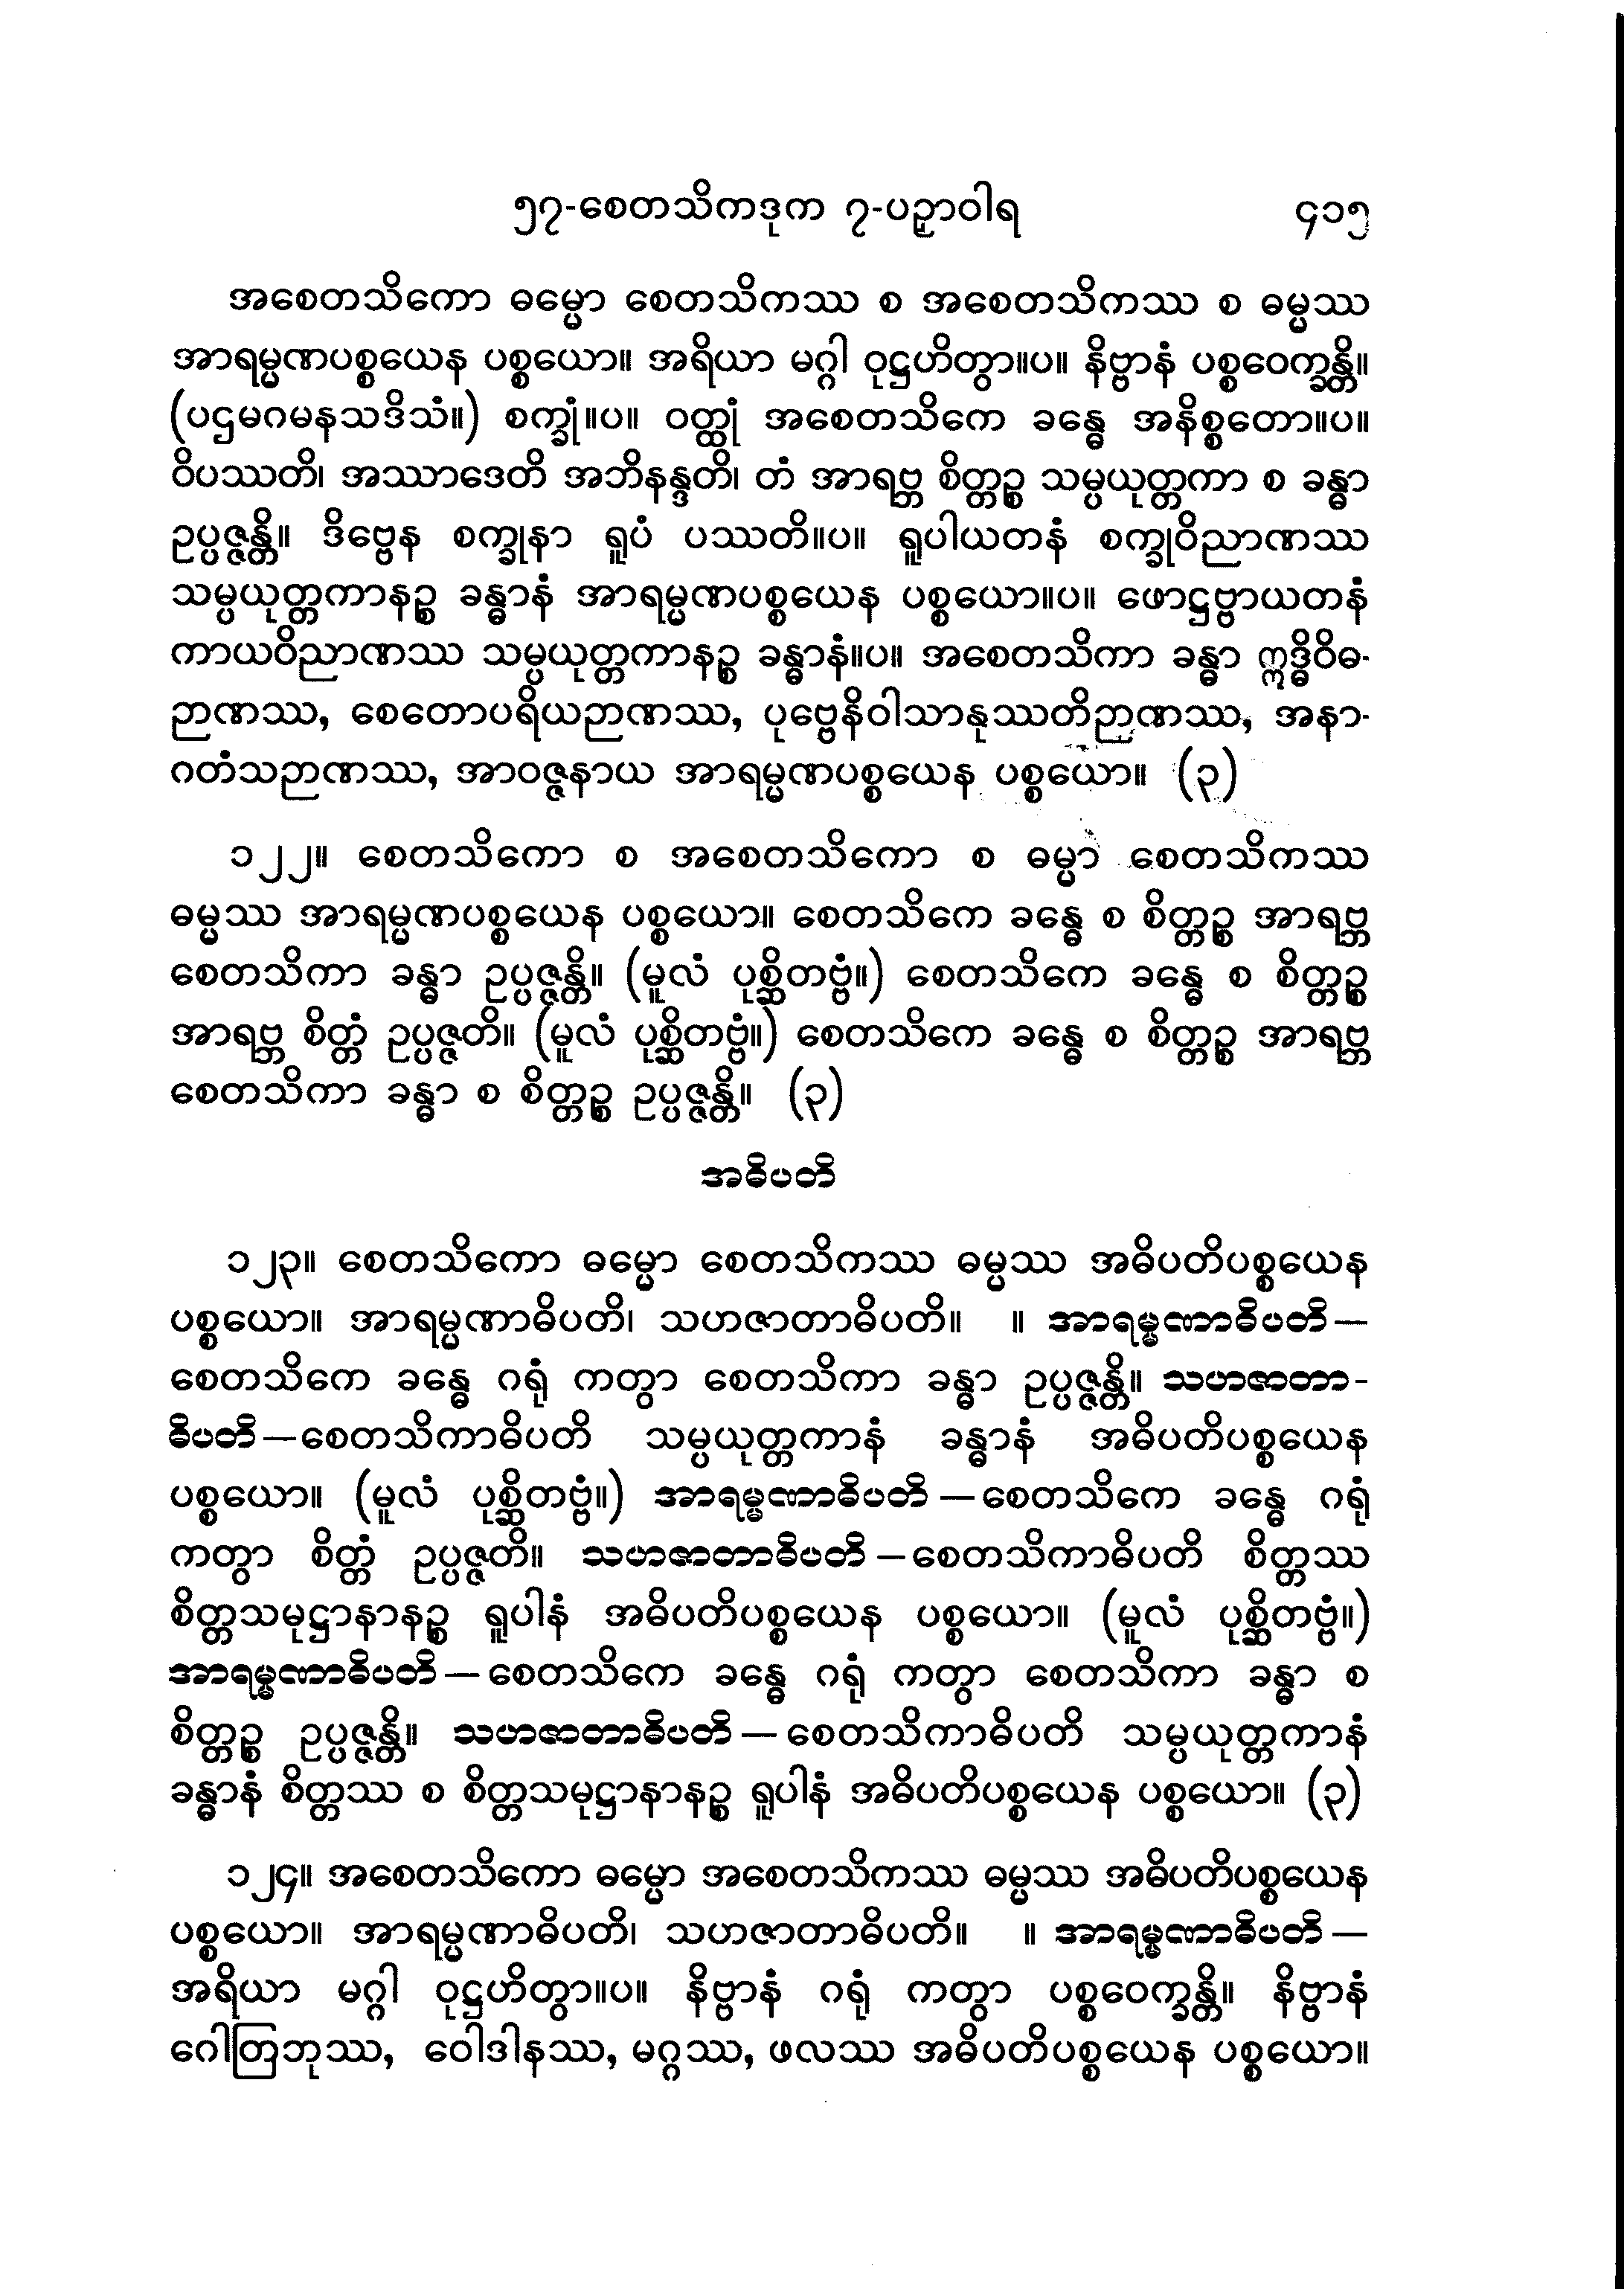 ၅၇-စေတသိကဒုက ၇-ပဉှာဝါရ ၄၁၅
အစေတသိကော ဓမ္မော စေတသိကဿ စ အစေတသိကဿ စ ဓမ္မဿ
အာရမ္မဏပစ္စယေန ပစ္စယော။ အရိယာ မဂ္ဂါ ဝုဋ္ဌဟိတွာ။ပ။ နိဗ္ဗာနံ ပစ္စဝေက္ခန္တိ။
(ပဌမဂမနသဒိသံ။) စက္ခုံ။ပ။ ဝတ္ထုံ အစေတသိကေ ခန္ဓေ အနိစ္စတော။ပ။
ဝိပဿတိ၊ အဿာဒေတိ အဘိနန္ဒတိ၊ တံ အာရဗ္ဘ စိတ္တဉ္စ သမ္ပယုတ္တကာ စ ခန္ဓာ
ဥပ္ပဇ္ဇန္တိ။ ဒိဗ္ဗေန စက္ခုနာ ရူပံ ပဿတိ။ပ။ ရူပါယတနံ စက္ခုဝိညာဏဿ
သမ္ပယုတ္တကာနဉ္စ ခန္ဓာနံ အာရမ္မဏပစ္စယေန ပစ္စယော။ပ။ ဖောဋ္ဌဗ္ဗာယတနံ
ကာယဝိညာဏဿ သမ္ပယုတ္တကာနဉ္စ ခန္ဓာနံ။ပ။ အစေတသိကာ ခန္ဓာ ဣဒ္ဓိဝိဓ-
ဉာဏဿ, စေတောပရိယဉာဏဿ, ပုဗ္ဗေနိဝါသာနုဿတိဉာဏဿ, အနာ-
ဂတံသဉာဏဿ, အာဝဇ္ဇနာယ အာရမ္မဏပစ္စယေန ပစ္စယော။ (၃)
၁၂၂။ စေတသိကော စ အစေတသိကော စ ဓမ္မာ စေတသိကဿ
ဓမ္မဿ အာရမ္မဏပစ္စယေန ပစ္စယော။ စေတသိကေ ခန္ဓေ စ စိတ္တဉ္စ အာရဗ္ဘ
စေတသိကာ ခန္ဓာ ဥပ္ပဇ္ဇန္တိ။ (မူလံ ပုစ္ဆိတဗ္ဗံ။) စေတသိကေ ခန္ဓေ စ စိတ္တဉ္စ
အာရဗ္ဘ စိတ္တံ ဥပ္ပဇ္ဇတိ။ (မူလံ ပုစ္ဆိတဗ္ဗံ။) စေတသိကေ ခန္ဓေ စ စိတ္တဉ္စ အာရဗ္ဘ
စေတသိကာ ခန္ဓာ စ စိတ္တဉ္စ ဥပ္ပဇ္ဇန္တိ။ (၃)
အဓိပတိ
၁၂၃။ စေတသိကော ဓမ္မော စေတသိကဿ ဓမ္မဿ အဓိပတိပစ္စယေန
ပစ္စယော။ အာရမ္မဏာဓိပတိ၊ သဟဇာတာဓိပတိ။ ။ အာရမ္မဏာဓိပတိ—
စေတသိကေ ခန္ဓေ ဂရုံ ကတွာ စေတသိကာ ခန္ဓာ ဥပ္ပဇ္ဇန္တိ။ သဟဇာတာ-
ဓိပတိ—စေတသိကာဓိပတိ သမ္ပယုတ္တကာနံ ခန္ဓာနံ အဓိပတိပစ္စယေန
ပစ္စယော။ (မူလံ ပုစ္ဆိတဗ္ဗံ။) အာရမ္မဏာဓိပတိ—စေတသိကေ ခန္ဓေ ဂရုံ
ကတွာ စိတ္တံ ဥပ္ပဇ္ဇတိ။ သဟဇာတာဓိပတိ—စေတသိကာဓိပတိ စိတ္တဿ
စိတ္တသမုဋ္ဌာနာနဉ္စ ရူပါနံ အဓိပတိပစ္စယေန ပစ္စယော။ (မူလံ ပုစ္ဆိတဗ္ဗံ။)
အာရမ္မဏာဓိပတိ—စေတသိကေ ခန္ဓေ ဂရုံ ကတွာ စေတသိကာ ခန္ဓာ စ
စိတ္တဉ္စ ဥပ္ပဇ္ဇန္တိ။ သဟဇာတာဓိပတိ—စေတသိကာဓိပတိ သမ္ပယုတ္တကာနံ
ခန္ဓာနံ စိတ္တဿ စ စိတ္တသမုဋ္ဌာနာနဉ္စ ရူပါနံ အဓိပတိပစ္စယေန ပစ္စယော။ (၃)
၁၂၄။ အစေတသိကော ဓမ္မော အစေတသိကဿ ဓမ္မဿ အဓိပတိပစ္စယေန
ပစ္စယော။ အာရမ္မဏာဓိပတိ၊ သဟဇာတာဓိပတိ။ ။ အာရမ္မဏာဓိပတိ—
အရိယာ မဂ္ဂါ ဝုဋ္ဌဟိတွာ။ပ။ နိဗ္ဗာနံ ဂရုံ ကတွာ ပစ္စဝေက္ခန္တိ။ နိဗ္ဗာနံ
ဂေါတြဘုဿ, ဝေါဒါနဿ, မဂ္ဂဿ, ဖလဿ အဓိပတိပစ္စယေန ပစ္စယော။